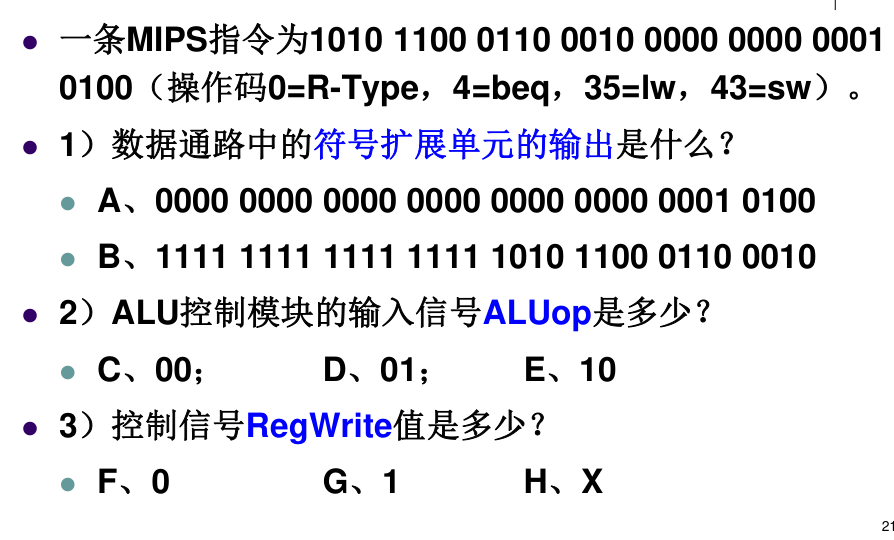 一条MIPS指令为1010 1100 0110 0010 0000 0000 0001
0100（操作码0=R-Type，4=beq，35=lw，43=sw）。
1）数据通路中的符号扩展单元的输出是什么？
A、0000 0000 0000 0000 0000 0000 0001 0100
B、1111 1111 1111 1111 1010 1100 0110 0010
2）ALU控制模块的输入信号ALUop是多少？
C、00； D、01； E、10
3）控制信号RegWrite值是多少？
F、0 G、1 H、X
21